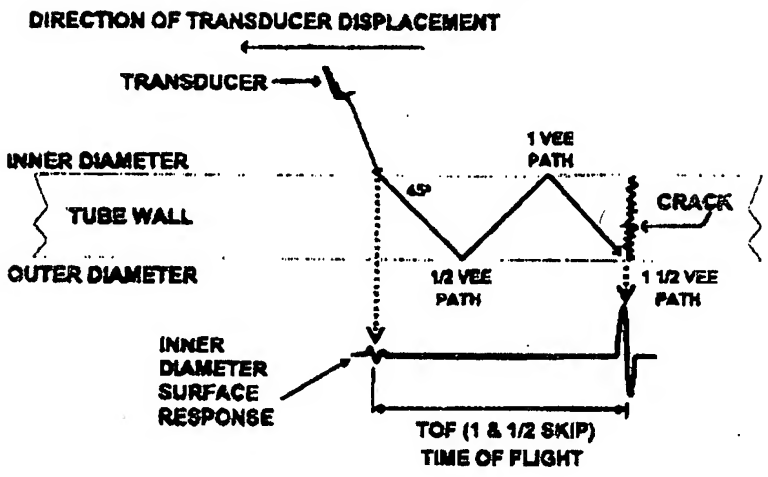 DIRECTION OF TRANSDUCER DISPLACEMENT
TRANSDUCER
1 VEE
PATH
INNER DIAMETER
45º
CRACK
TUBE WALL
OUTER DIAMETER
1/2 VEE
PATH
1 1/2 VEE
PATH
INNER
DIAMETER
SURFACE
RESPONSE
TOF (1 & 1/2 SKIP)
TIME OF FLIGHT